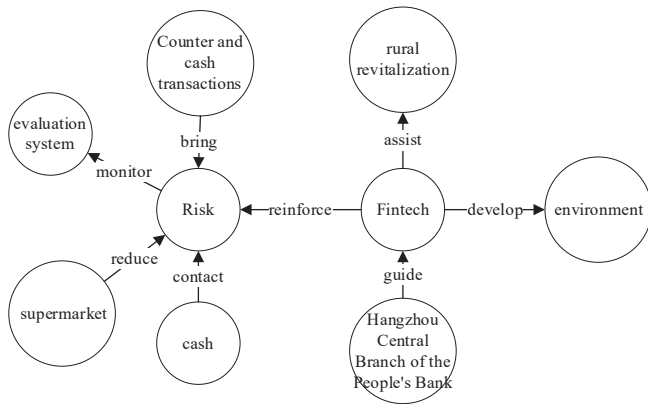 Counter and
cash
transactions
rural
revitalization
evaluation
system
bring
assist
monitor
Risk
reinforce
Fintech
develop
environment
reduce
contact
guide
supermarket
cash
Hangzhou
Central
Branch of the
People's Bank